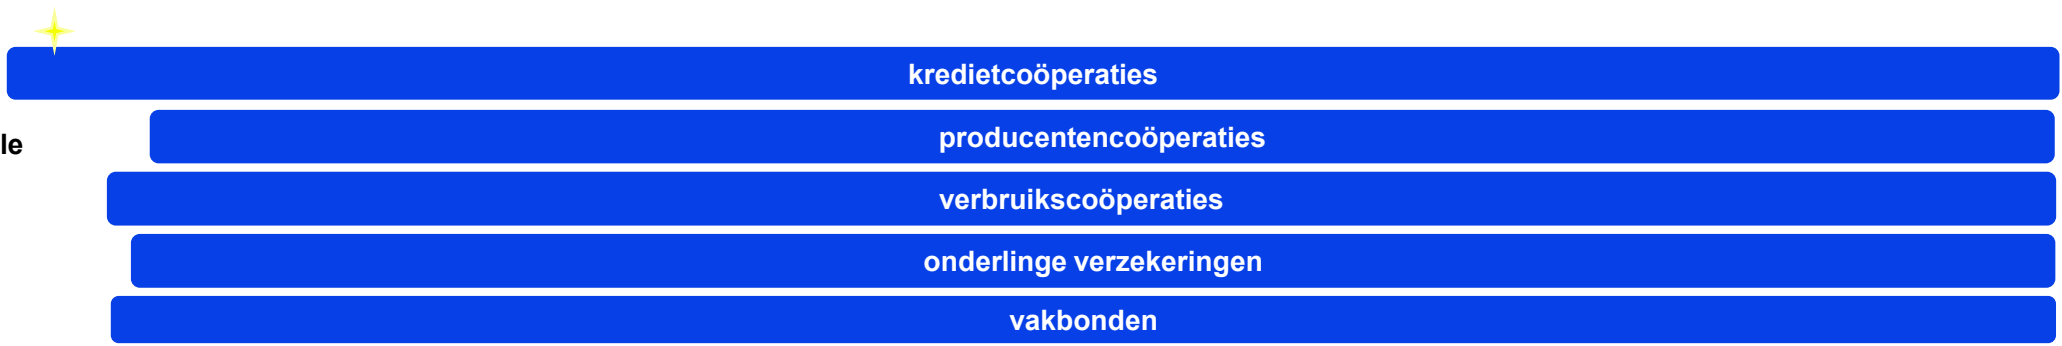 kredietcoöperaties
le
producentencoöperaties
verbruikscoöperaties
onderlinge verzekeringen
vakbonden